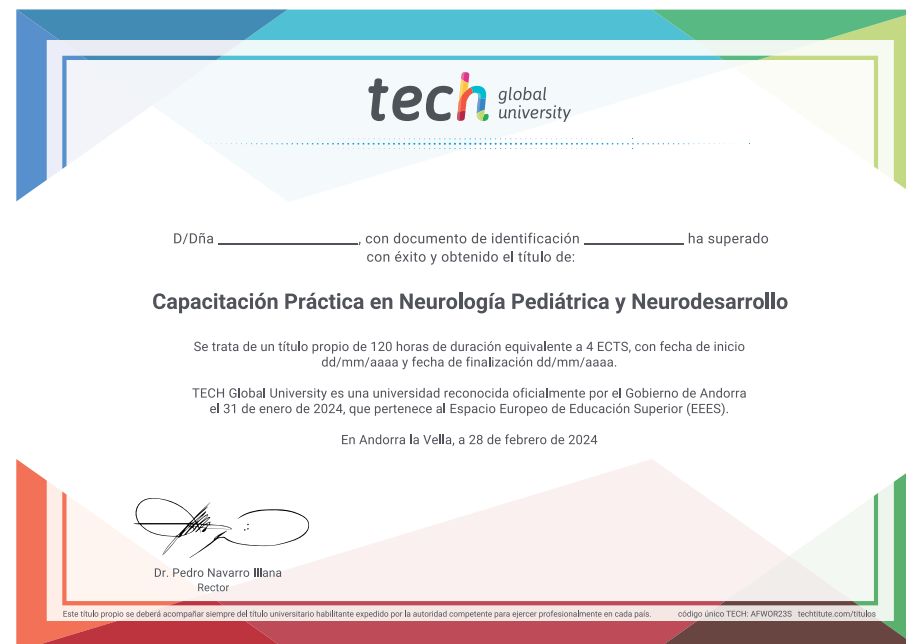 tech global university
D/Dña ____________________, con documento de identificación ______________ ha superado
con éxito y obtenido el título de:
Capacitación Práctica en Neurología Pediátrica y Neurodesarrollo
Se trata de un título propio de 120 horas de duración equivalente a 4 ECTS, con fecha de inicio
dd/mm/aaaa y fecha de finalización dd/mm/aaaa.
TECH Global University es una universidad reconocida oficialmente por el Gobierno de Andorra
el 31 de enero de 2024, que pertenece al Espacio Europeo de Educación Superior (EEES).
En Andorra la Vella, a 28 de febrero de 2024
Dr. Pedro Navarro Illana
Rector
Este título propio se deberá acompañar siempre del título universitario habilitante expedido por la autoridad competente para ejercer profesionalmente en cada país. código único TECH: AFWOR23S techtitute.com/titulos